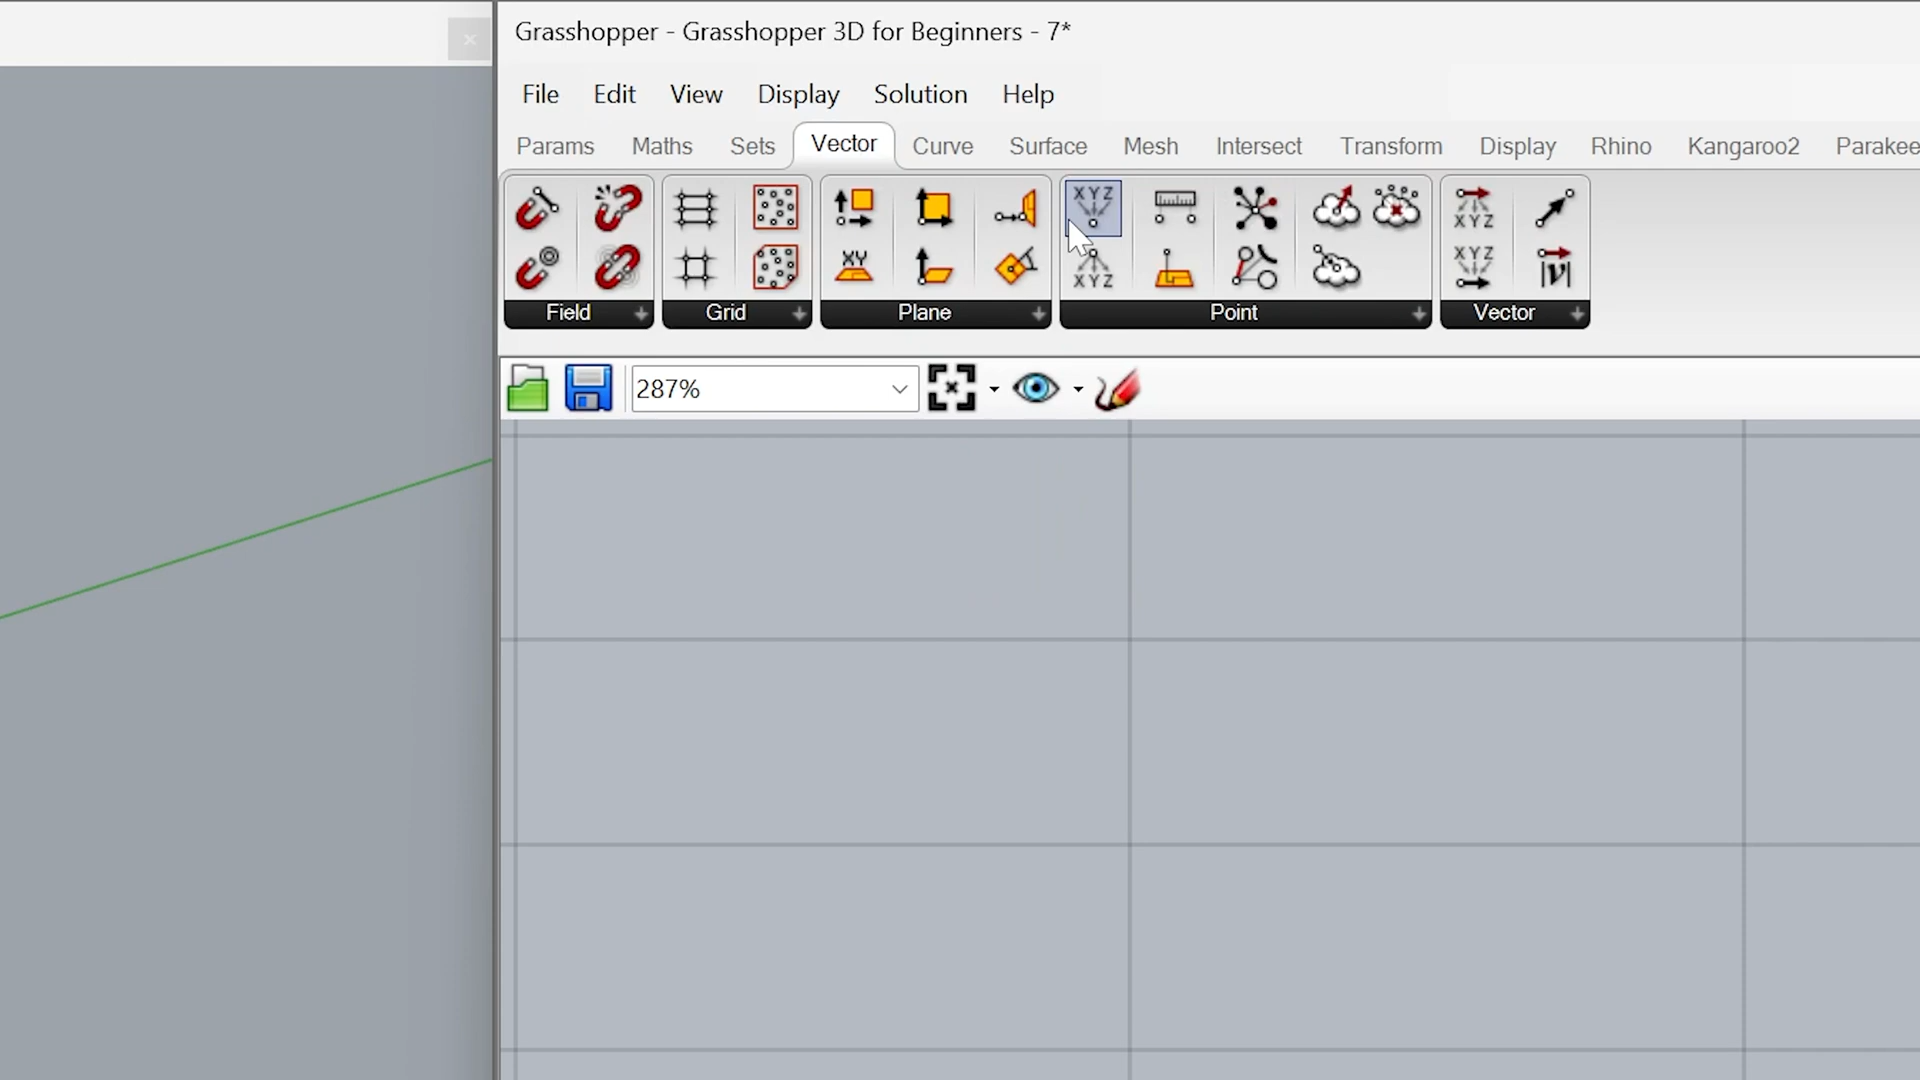 Grasshopper - Grasshopper 3D for Beginners - 7*
File Edit View Display Solution Help
Params Maths Sets Vector Curve Surface Mesh Intersect Transform Display Rhino Kangaroo2 Parakee
XYZ XYZ
XY XYZ XYZ |v|
Field Grid Plane Point Vector
287%